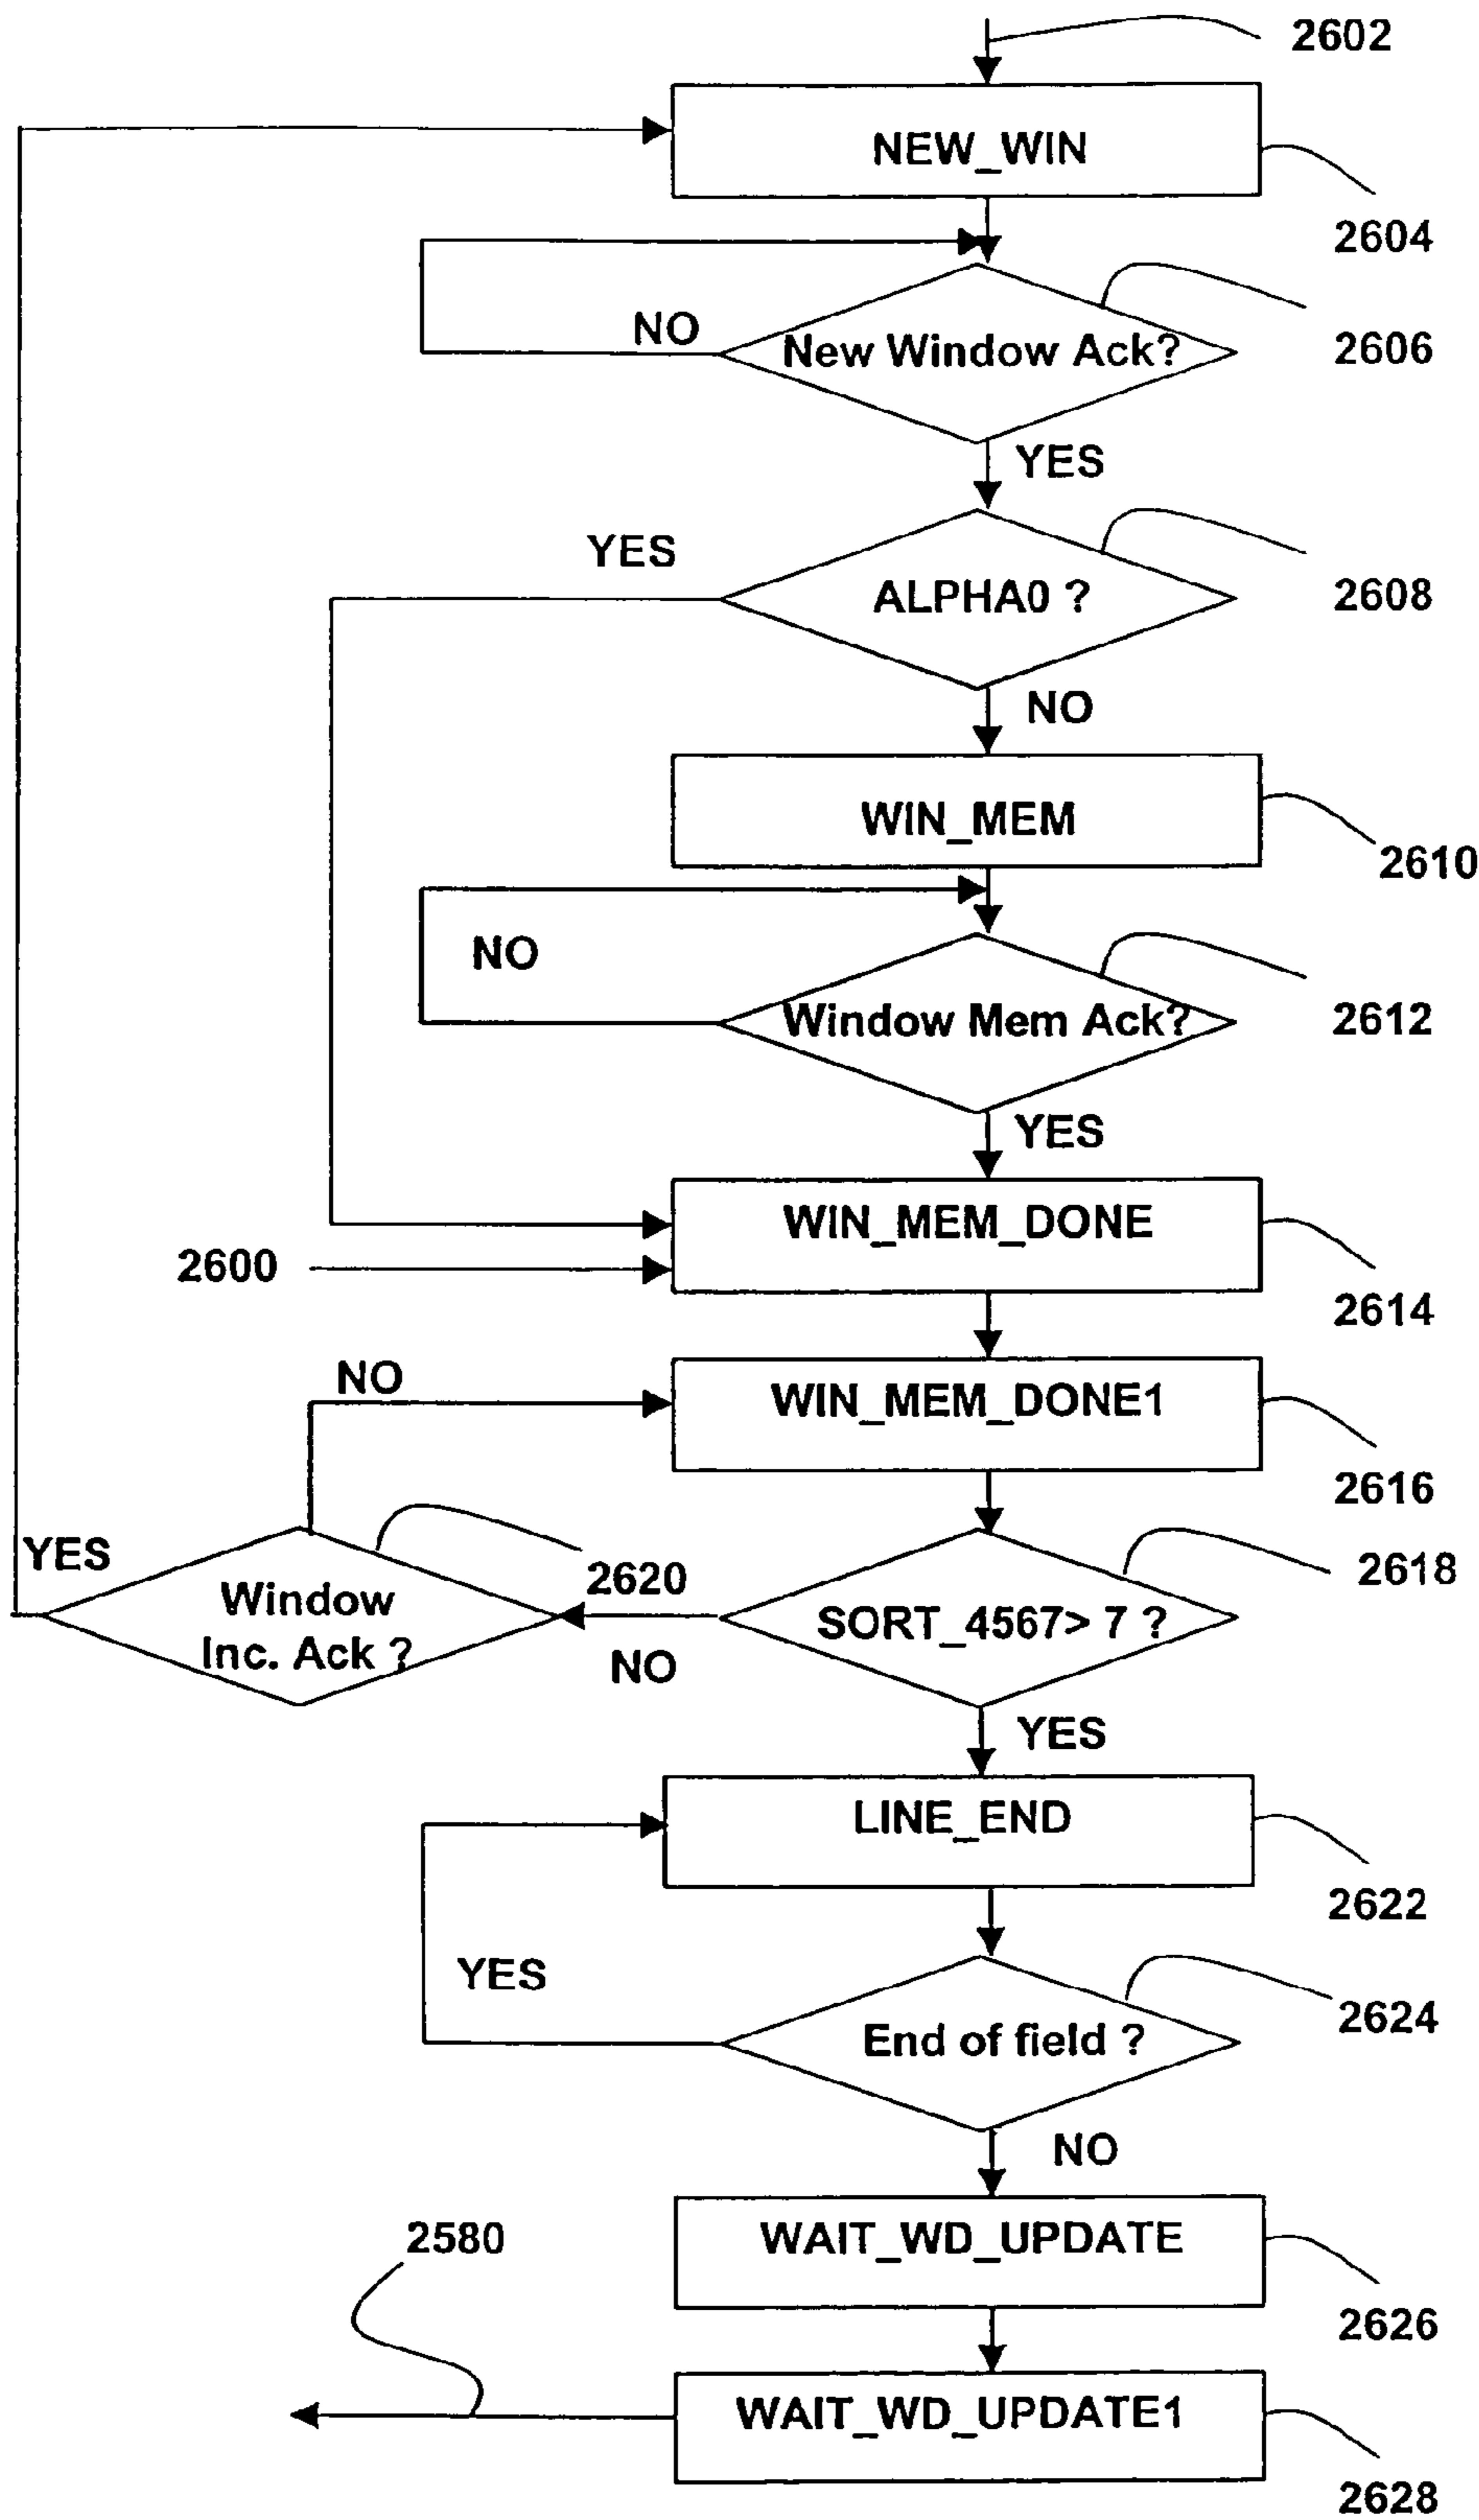 2602
NEW_WIN
2604
NO
New Window Ack?
2606
YES
YES
ALPHA0 ?
2608
NO
WIN_MEM
2610
NO
Window Mem Ack?
2612
YES
WIN_MEM_DONE
2600
2614
NO
WIN_MEM_DONE1
2616
YES
Window
Inc. Ack ?
2620
NO
SORT_4567> 7 ?
2618
YES
LINE_END
2622
YES
End of field ?
2624
NO
WAIT_WD_UPDATE
2580
2626
WAIT_WD_UPDATE1
2628